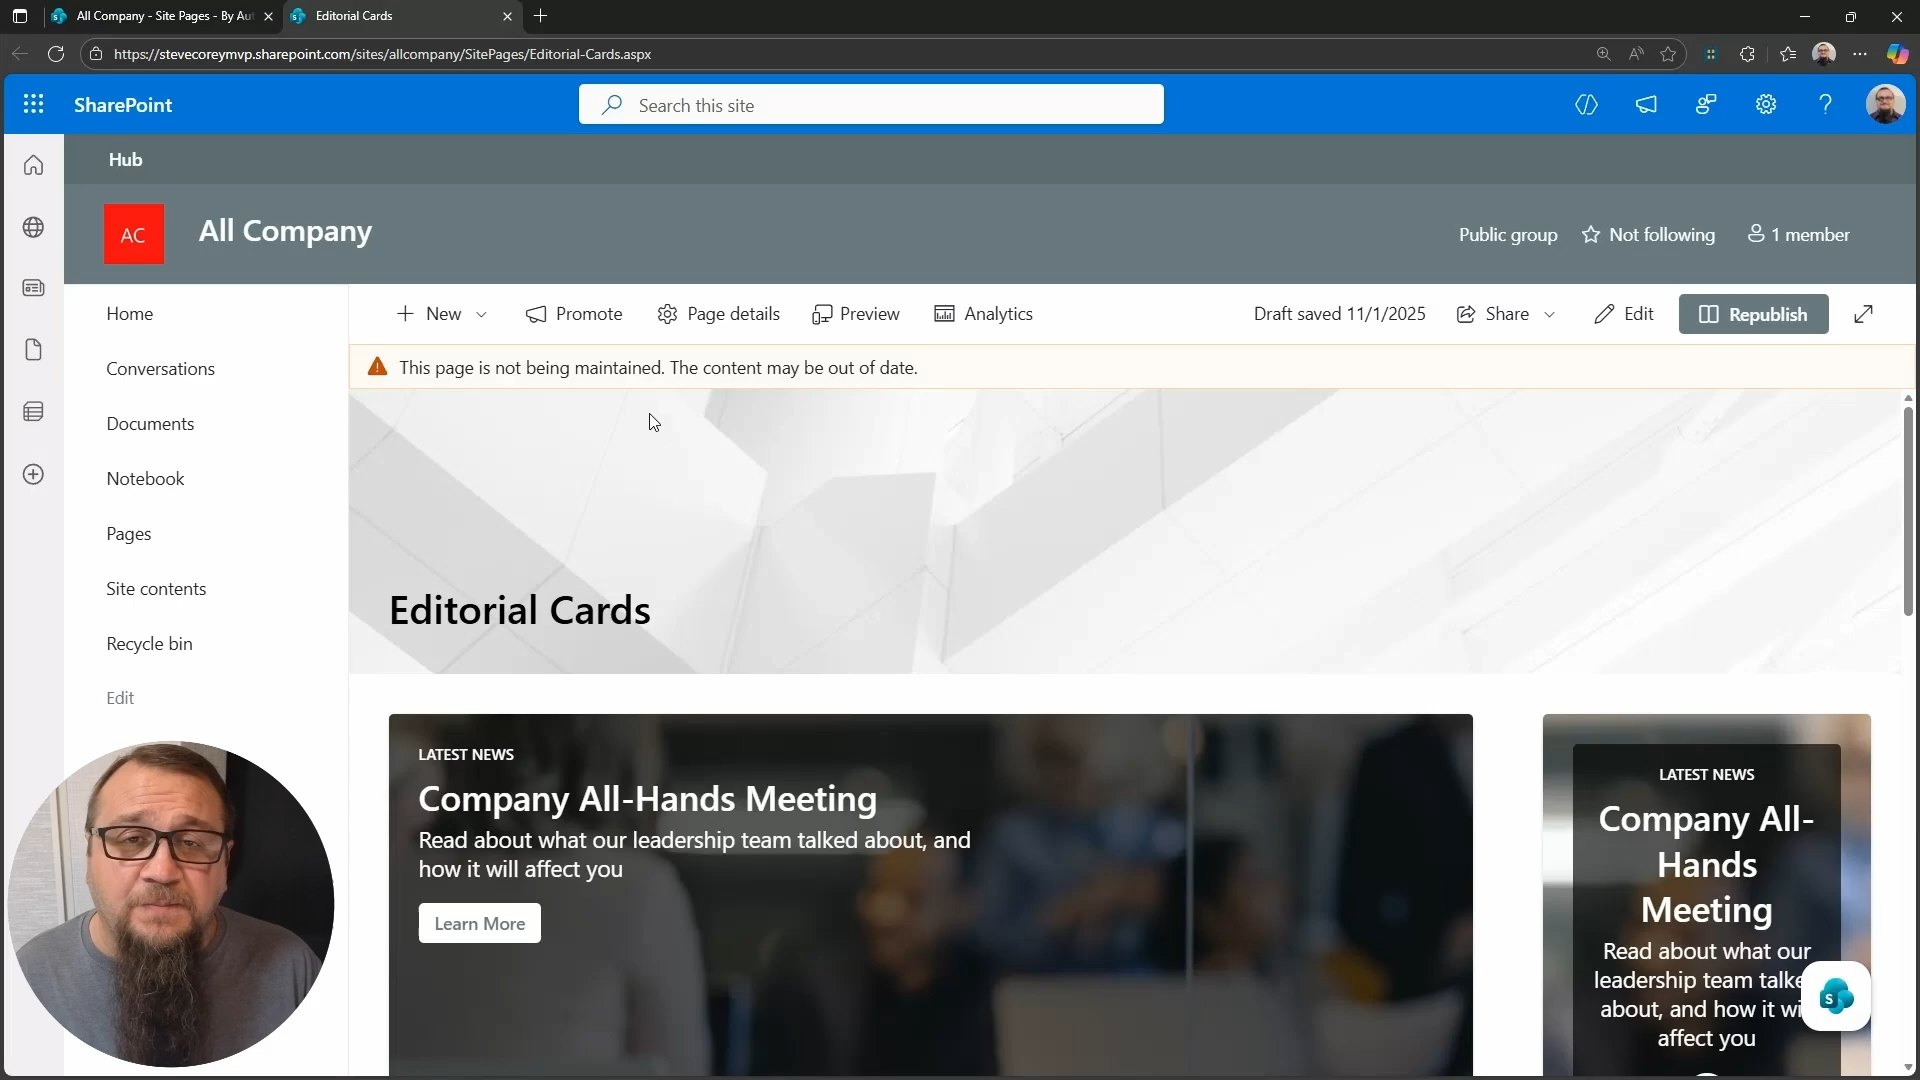 All Company - Site Pages - By Aut
Editorial Cards
https://stevecoreymvp.sharepoint.com/sites/allcompany/SitePages/Editorial-Cards.aspx
SharePoint
Search this site
Hub
AC
All Company
Public group
Not following
1 member
Home
Conversations
Documents
Notebook
Pages
Site contents
Recycle bin
Edit
New
Promote
Page details
Preview
Analytics
Draft saved 11/1/2025
Share
Edit
Republish
This page is not being maintained. The content may be out of date.
Editorial Cards
LATEST NEWS
Company All-Hands Meeting
Read about what our leadership team talked about, and
how it will affect you
Learn More
LATEST NEWS
Company All-
Hands
Meeting
Read about what our
leadership team talke
about, and how it wi
affect you